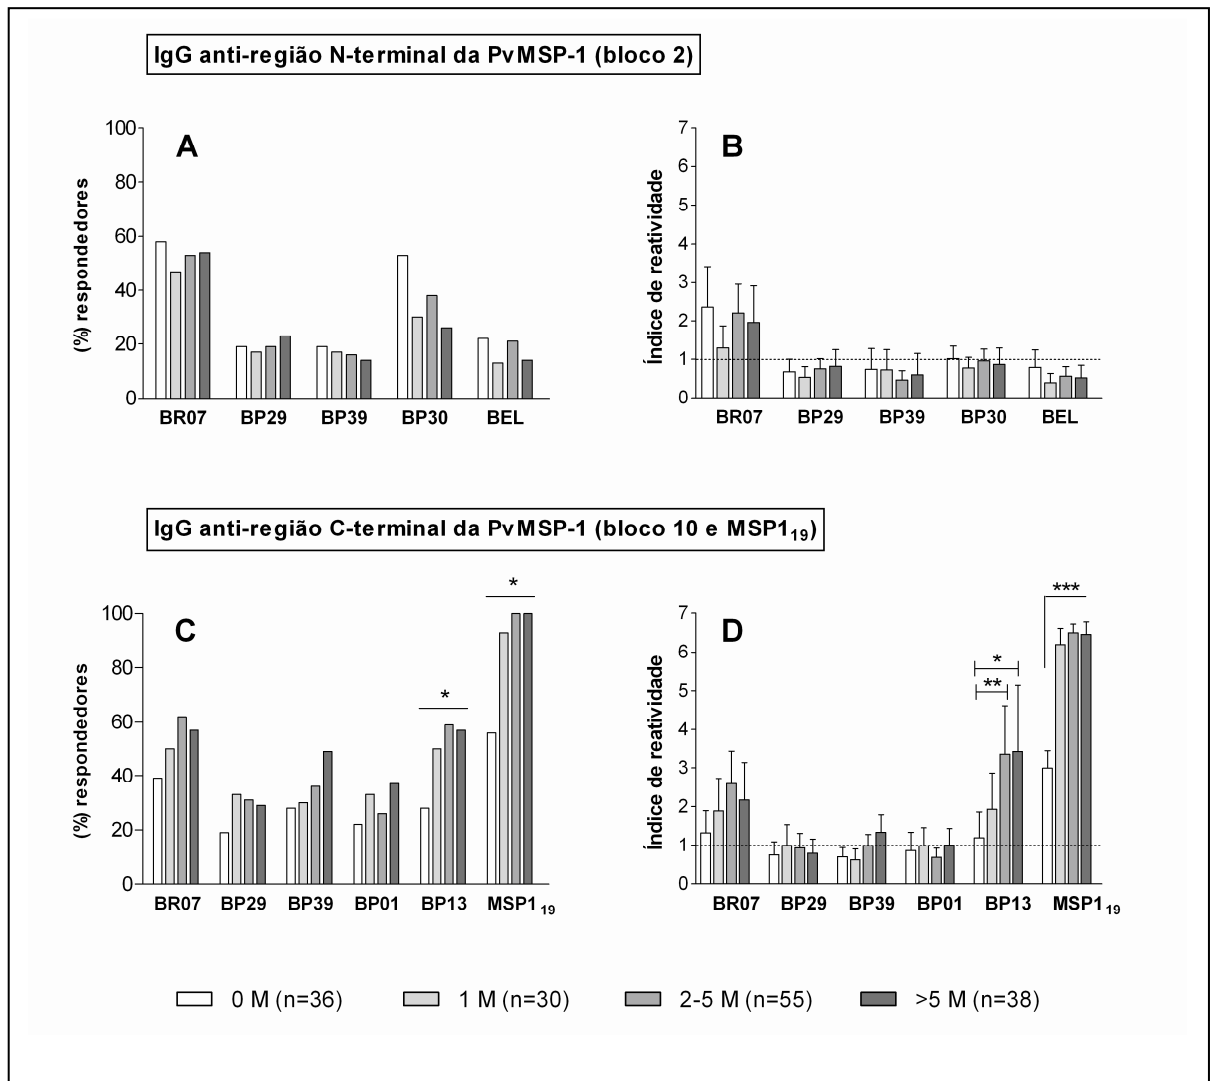 IgG anti-região N-terminal da PvMSP-1 (bloco 2)
A
(%) respondedores
100
80
60
40
20
0
BR07 BP29 BP39 BP30 BEL
B
Índice de reatividade
7
6
5
4
3
2
1
0
BR07 BP29 BP39 BP30 BEL
IgG anti-região C-terminal da PvMSP-1 (bloco 10 e MSP119)
C
(%) respondedores
100
80
60
40
20
0
*
*
BR07 BP29 BP39 BP01 BP13 MSP1 19
D
Índice de reatividade
7
6
5
4
3
2
1
0
***
*
**
BR07 BP29 BP39 BP01 BP13 MSP1 19
0 M (n=36) 1 M (n=30) 2-5 M (n=55) >5 M (n=38)